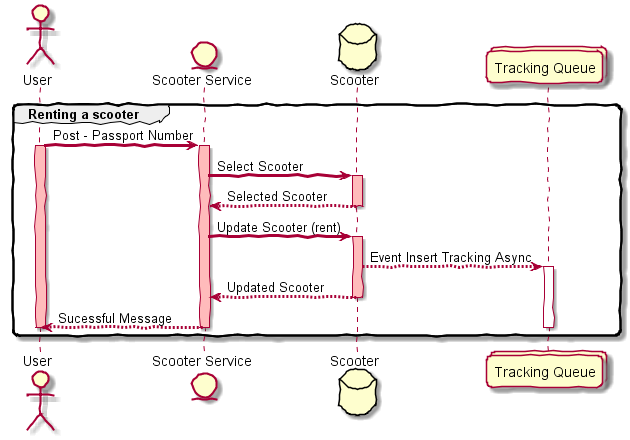 User
Scooter Service
Scooter
Tracking Queue
Renting a scooter
Post - Passport Number
Select Scooter
Selected Scooter
Update Scooter (rent)
Event Insert Tracking Async
Updated Scooter
Sucessful Message
User
Scooter Service
Scooter
Tracking Queue